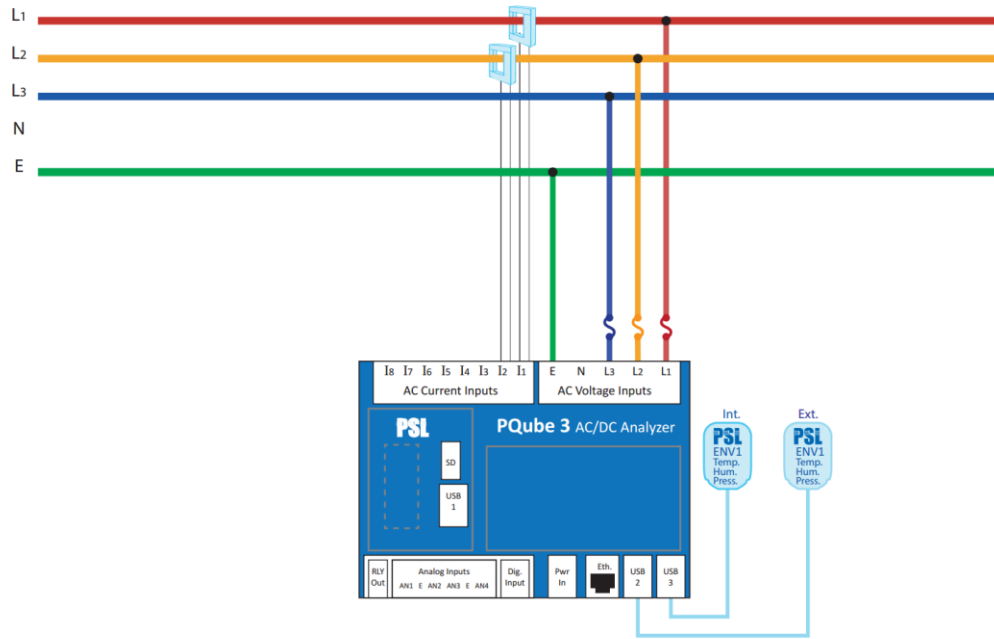 L1
L2
L3
N
E
I8 I7 I6 I5 I4 I3 I2 I1
AC Current Inputs
E N L3 L2 L1
AC Voltage Inputs
PSL
PQube 3 AC/DC Analyzer
SD
USB
1
Int.
PSL
ENV1
Temp.
Hum.
Press.
Ext.
PSL
ENV1
Temp.
Hum.
Press.
RLY
Out
Analog Inputs
AN1 E AN2 AN3 E AN4
Dig.
Input
Pwr
In
Eth.
USB
2
USB
3